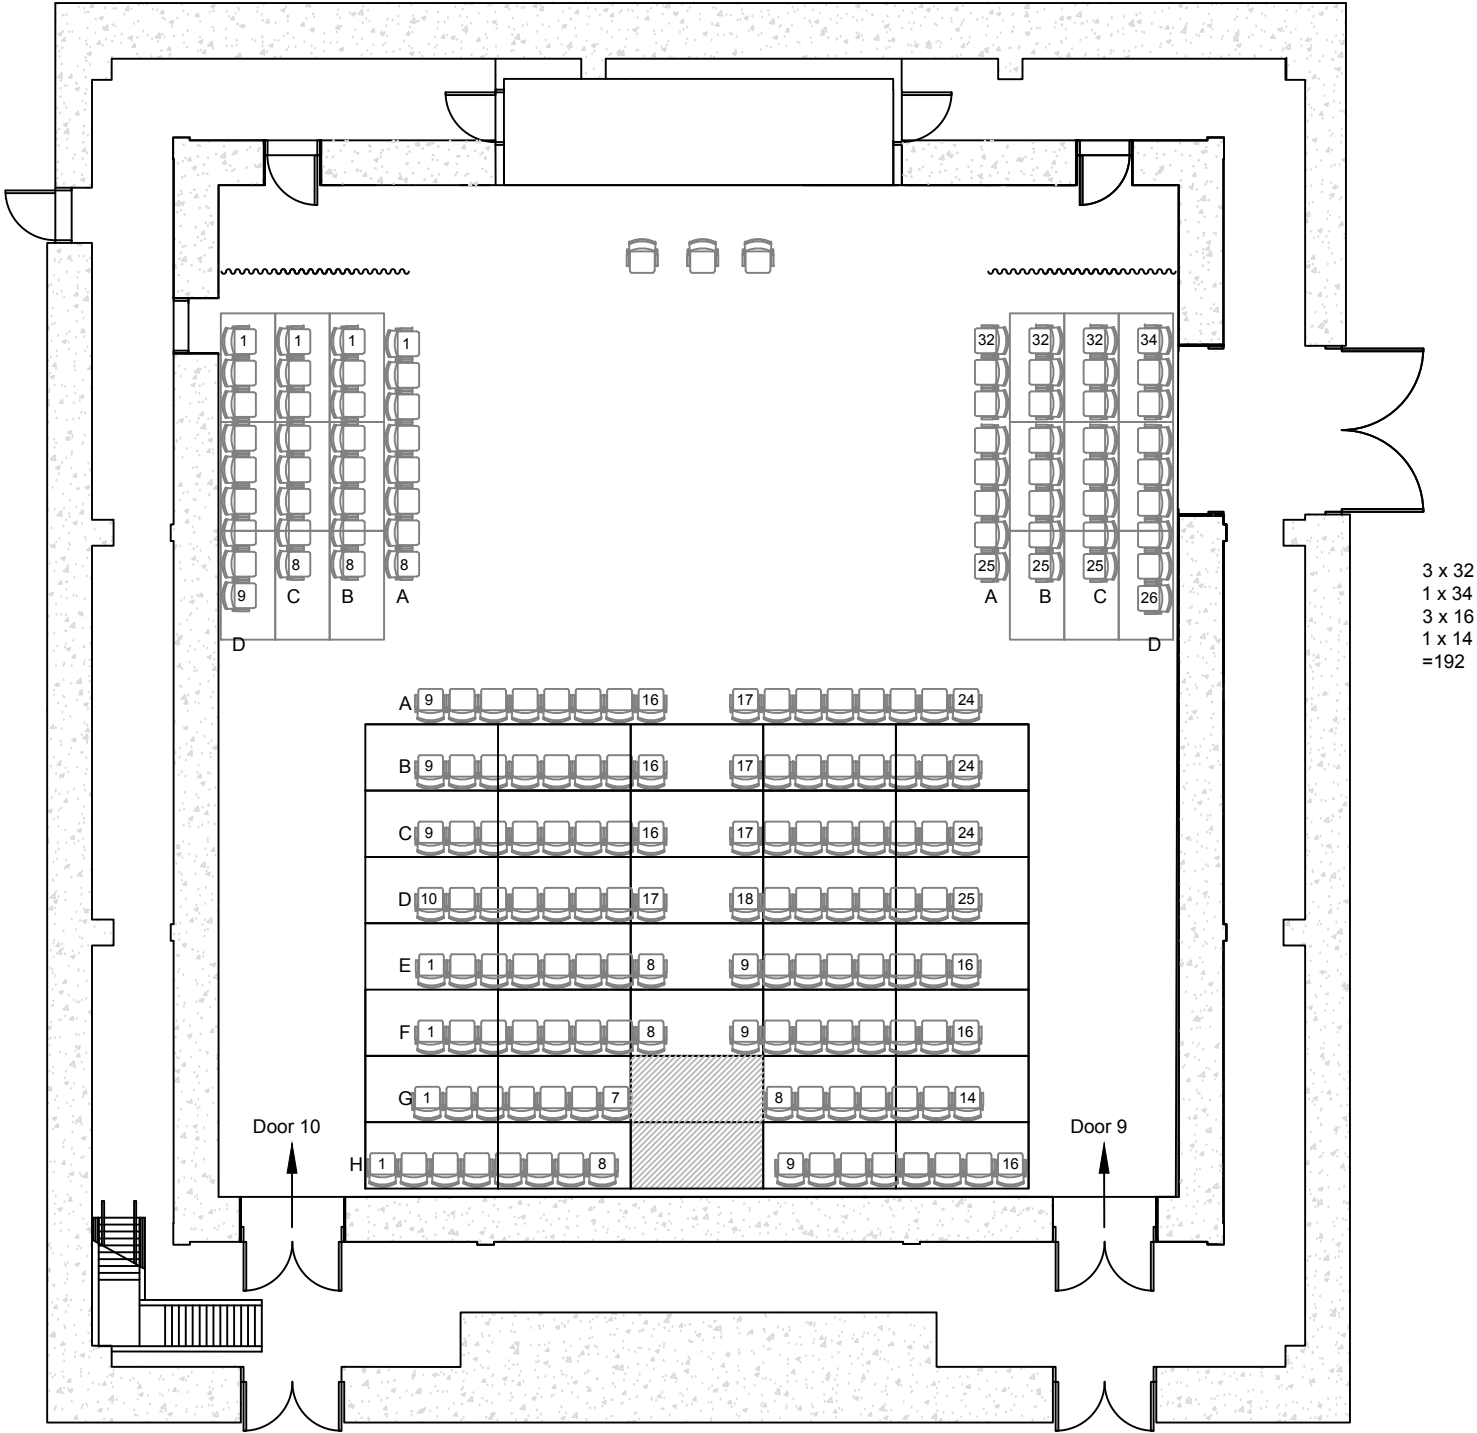 1 1 1 1 32 32 32 34
8 8 8 25 25 25
9 C B A A B C 26
D D
3 x 32
1 x 34
3 x 16
1 x 14
=192
A 9 16 17 24
B 9 16 17 24
C 9 16 17 24
D 10 17 18 25
E 1 8 9 16
F 1 8 9 16
G 1 7 8 14
Door 10 Door 9
H 1 8 9 16